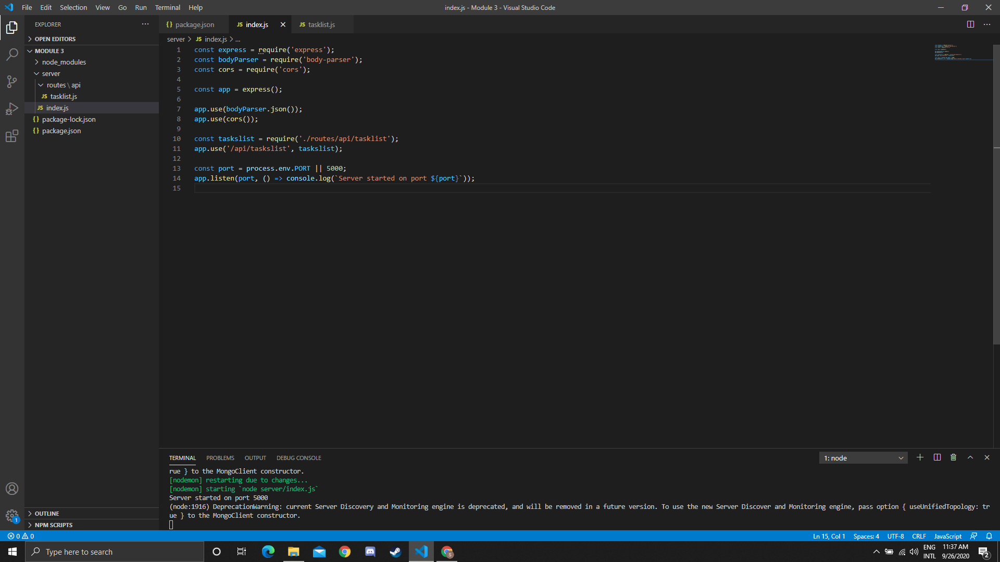 File Edit Selection View Go Run Terminal Help
index.js - Module 3 - Visual Studio Code
EXPLORER
OPEN EDITORS
MODULE 3
node_modules
server
routes \ api
JS tasklist.js
JS index.js
{} package-lock.json
{} package.json
OUTLINE
NPM SCRIPTS
{} package.json JS index.js JS tasklist.js
server > JS index.js > ...
1 const express = require('express');
2 const bodyParser = require('body-parser');
3 const cors = require('cors');
4
5 const app = express();
6
7 app.use(bodyParser.json());
8 app.use(cors());
9
10 const taskslist = require('./routes/api/tasklist');
11 app.use('/api/taskslist', taskslist);
12
13 const port = process.env.PORT || 5000;
14 app.listen(port, () => console.log(`Server started on port ${port}`));
15
TERMINAL PROBLEMS OUTPUT DEBUG CONSOLE
1: node
rue } to the MongoClient constructor.
[nodemon] restarting due to changes...
[nodemon] starting `node server/index.js`
Server started on port 5000
(node:1916) DeprecationWarning: current Server Discovery and Monitoring engine is deprecated, and will be removed in a future version. To use the new Server Discover and Monitoring engine, pass option { useUnifiedTopology: tr
ue } to the MongoClient constructor.
1
0 0
Ln 15, Col 1 Spaces: 4 UTF-8 CRLF JavaScript
Type here to search
S
ENG
INTL
11:37 AM
9/26/2020
2